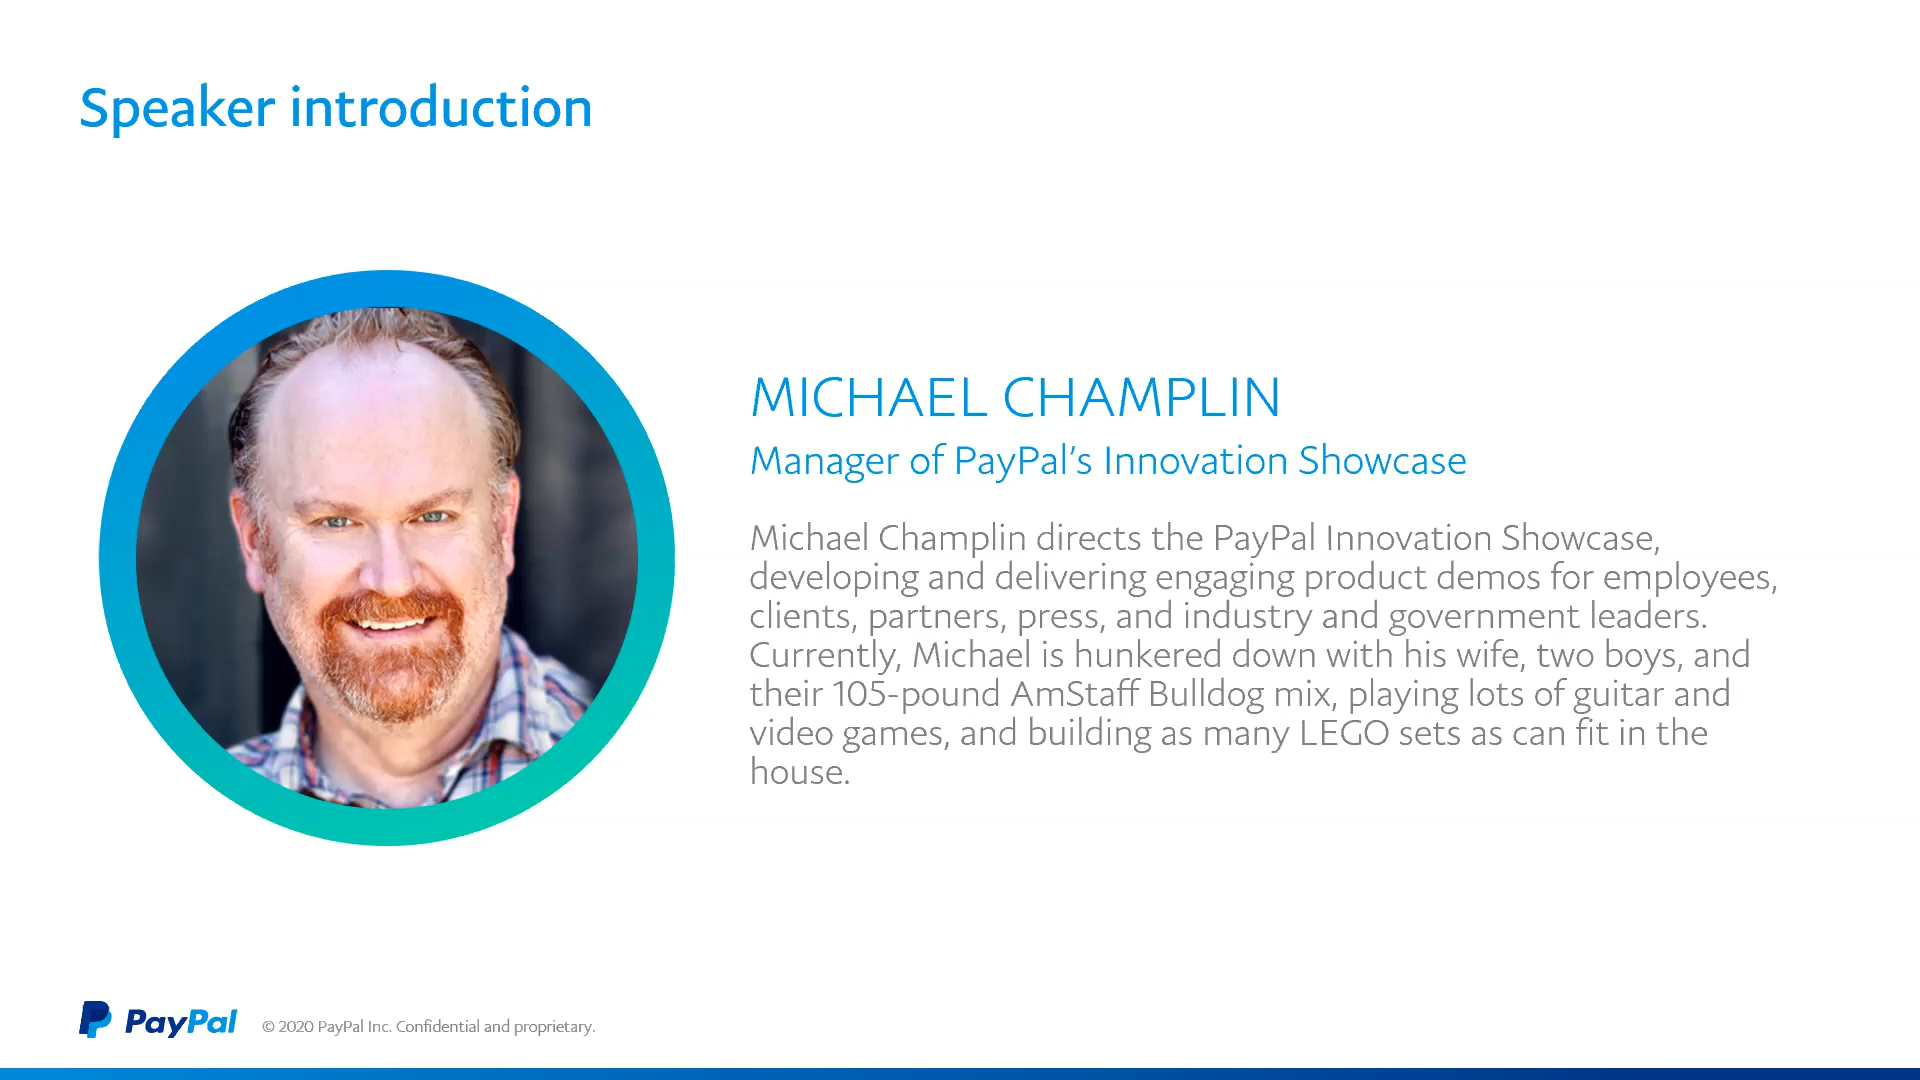 Speaker introduction
MICHAEL CHAMPLIN
Manager of PayPal’s Innovation Showcase
Michael Champlin directs the PayPal Innovation Showcase,
developing and delivering engaging product demos for employees,
clients, partners, press, and industry and government leaders.
Currently, Michael is hunkered down with his wife, two boys, and
their 105-pound AmStaff Bulldog mix, playing lots of guitar and
video games, and building as many LEGO sets as can fit in the
house.
PayPal © 2020 PayPal Inc. Confidential and proprietary.